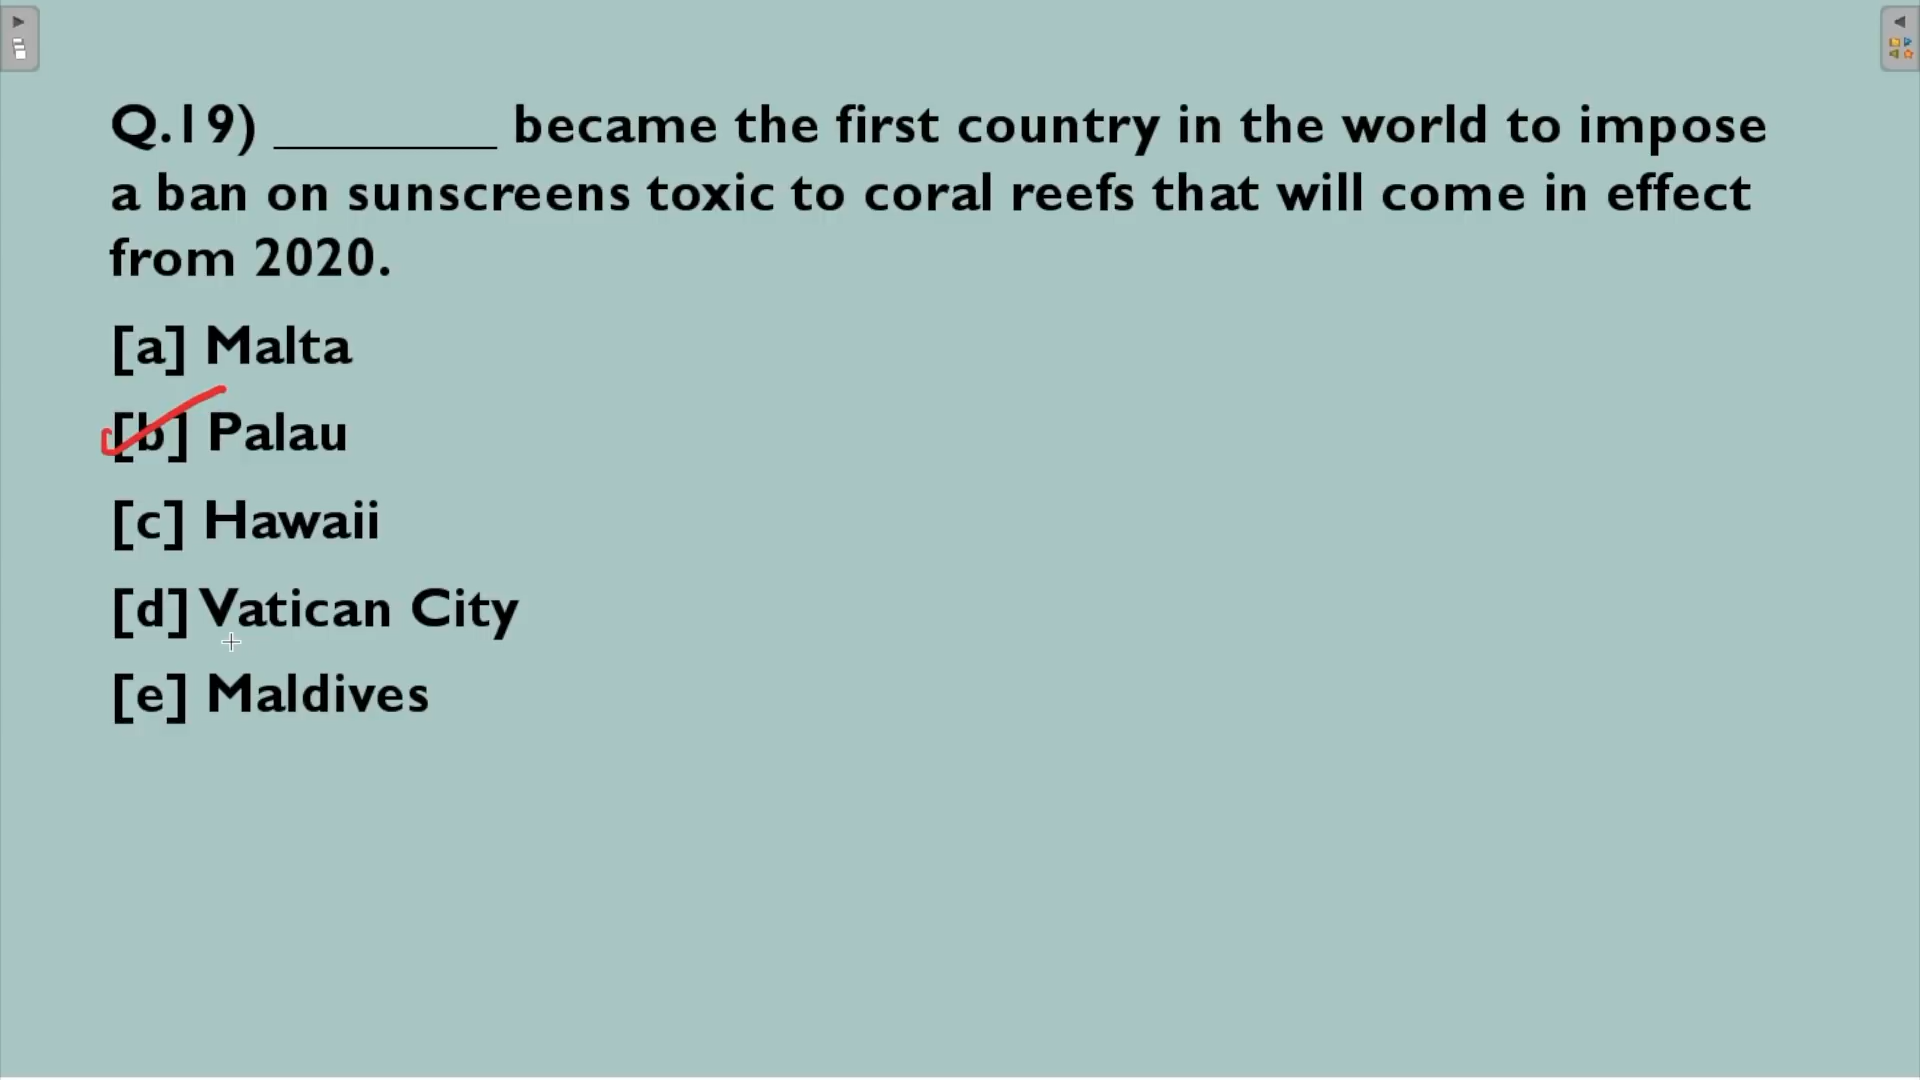 Q.19) ________ became the first country in the world to impose
a ban on sunscreens toxic to coral reefs that will come in effect
from 2020.
[a] Malta
[b] Palau
[c] Hawaii
[d] Vatican City
[e] Maldives